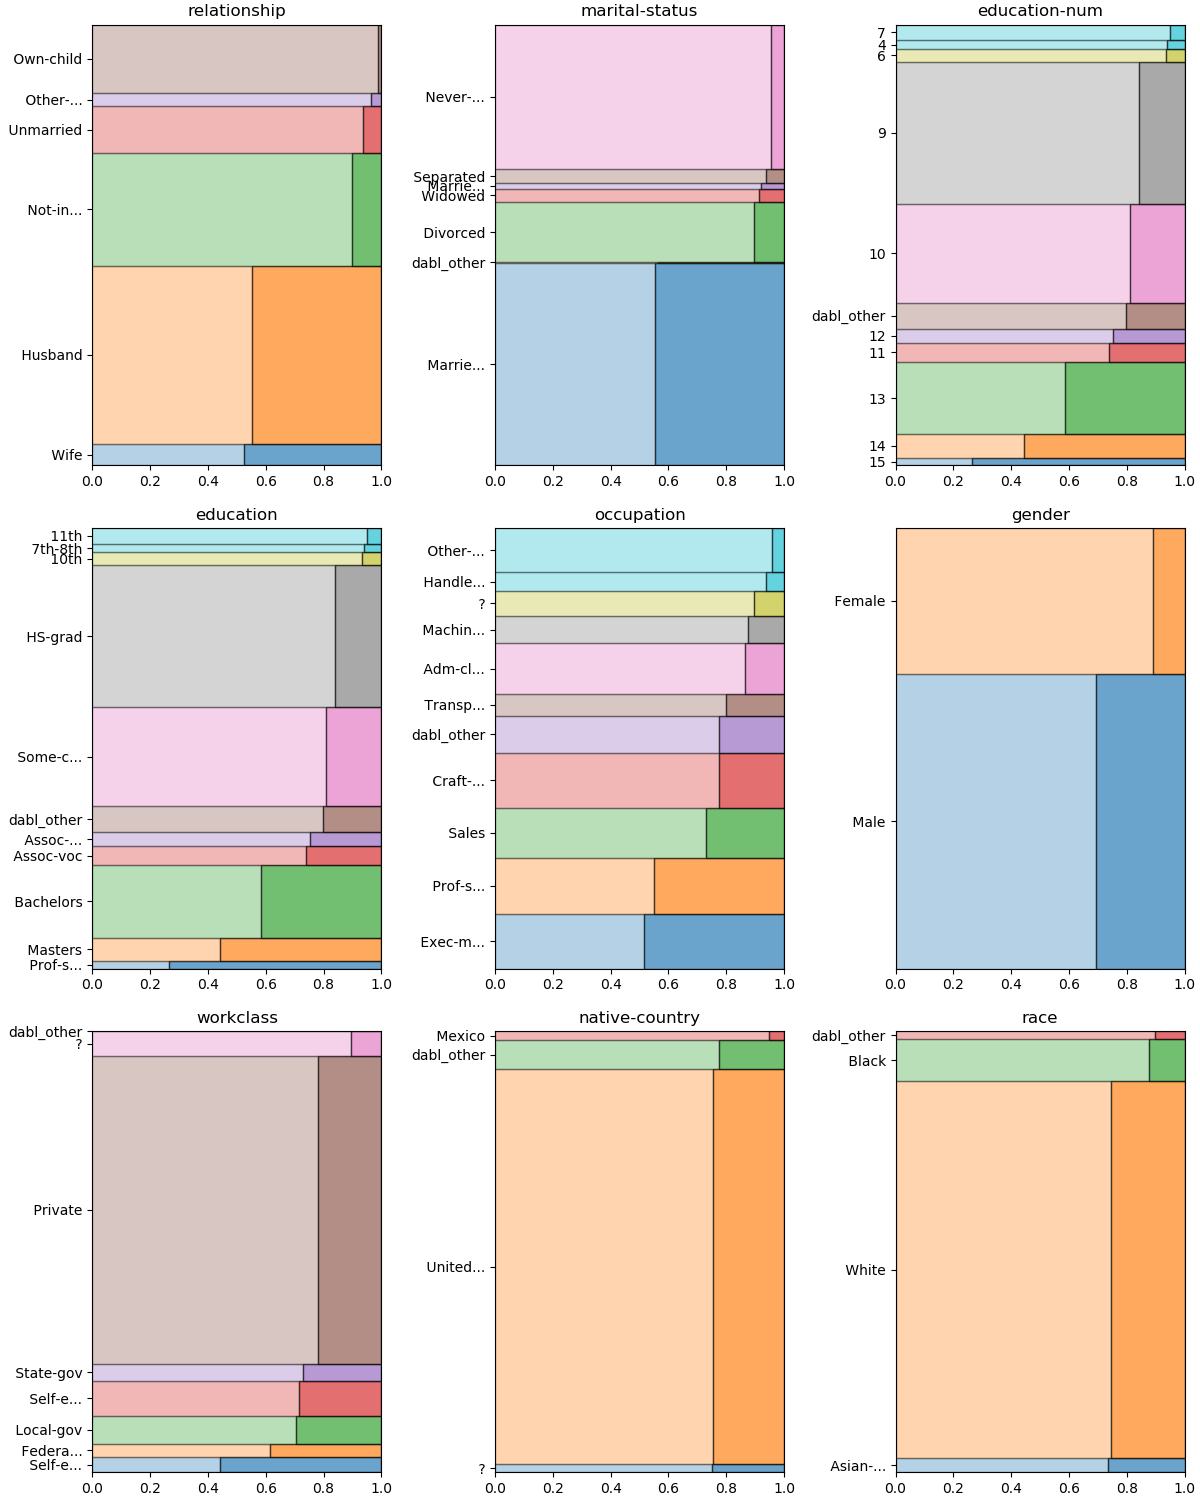 relationship
Own-child
Other-...
Unmarried
Not-in...
Husband
Wife
0.0 0.2 0.4 0.6 0.8 1.0
marital-status
Never-...
Separated
Marrie...
Widowed
Divorced
dabl_other
Marrie...
0.0 0.2 0.4 0.6 0.8 1.0
education-num
7
4
6
9
10
dabl_other
12
11
13
14
15
0.0 0.2 0.4 0.6 0.8 1.0
education
11th
7th-8th
10th
HS-grad
Some-c...
dabl_other
Assoc-...
Assoc-voc
Bachelors
Masters
Prof-s...
0.0 0.2 0.4 0.6 0.8 1.0
occupation
Other-...
Handle...
?
Machin...
Adm-cl...
Transp...
dabl_other
Craft-...
Sales
Prof-s...
Exec-m...
0.0 0.2 0.4 0.6 0.8 1.0
gender
Female
Male
0.0 0.2 0.4 0.6 0.8 1.0
workclass
dabl_other
?
Private
State-gov
Self-e...
Local-gov
Federa...
Self-e...
0.0 0.2 0.4 0.6 0.8 1.0
native-country
Mexico
dabl_other
United...
?
0.0 0.2 0.4 0.6 0.8 1.0
race
dabl_other
Black
White
Asian-...
0.0 0.2 0.4 0.6 0.8 1.0